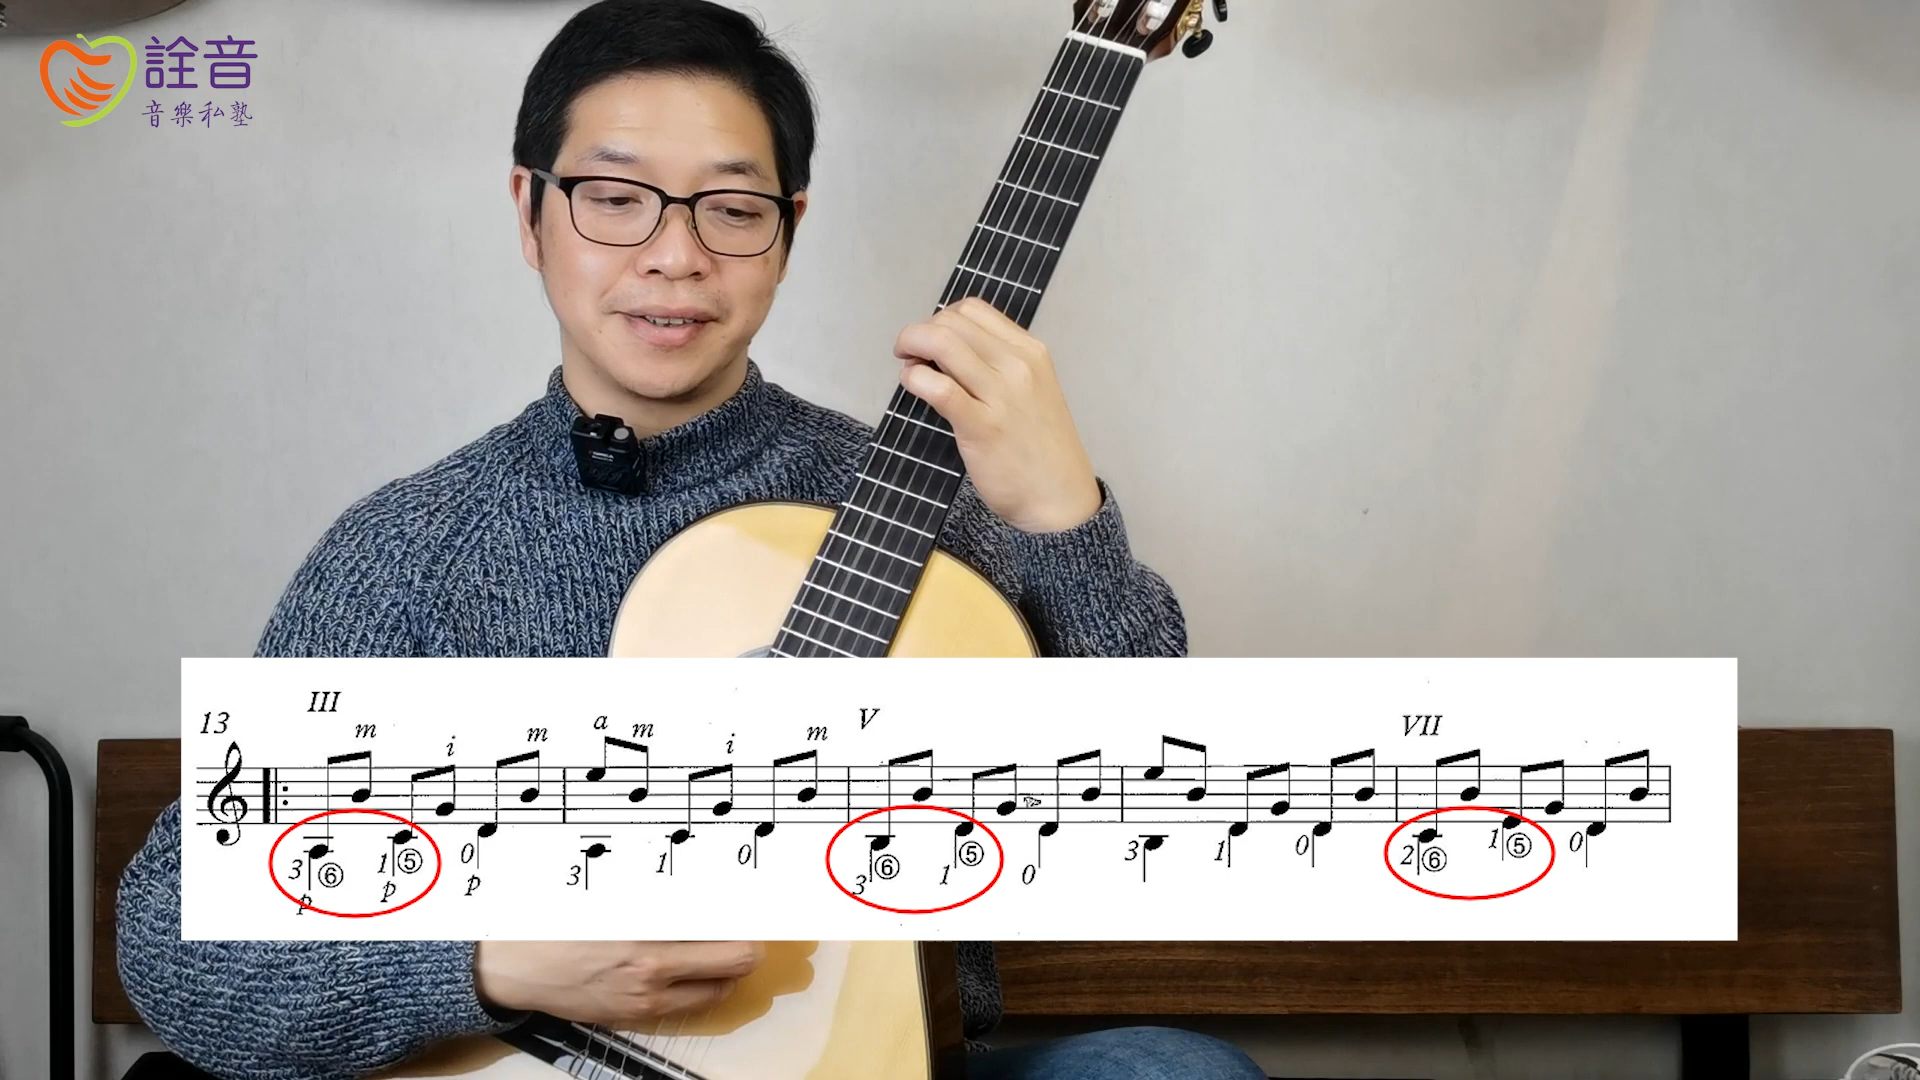 詮音
音樂私塾
III V VII
13 m i m a m i m
3 ⑥ 1 ⑤ 0 3 1 0 3 ⑥ 1 ⑤ 0 3 1 0 2 ⑥ 1 ⑤ 0
p p p